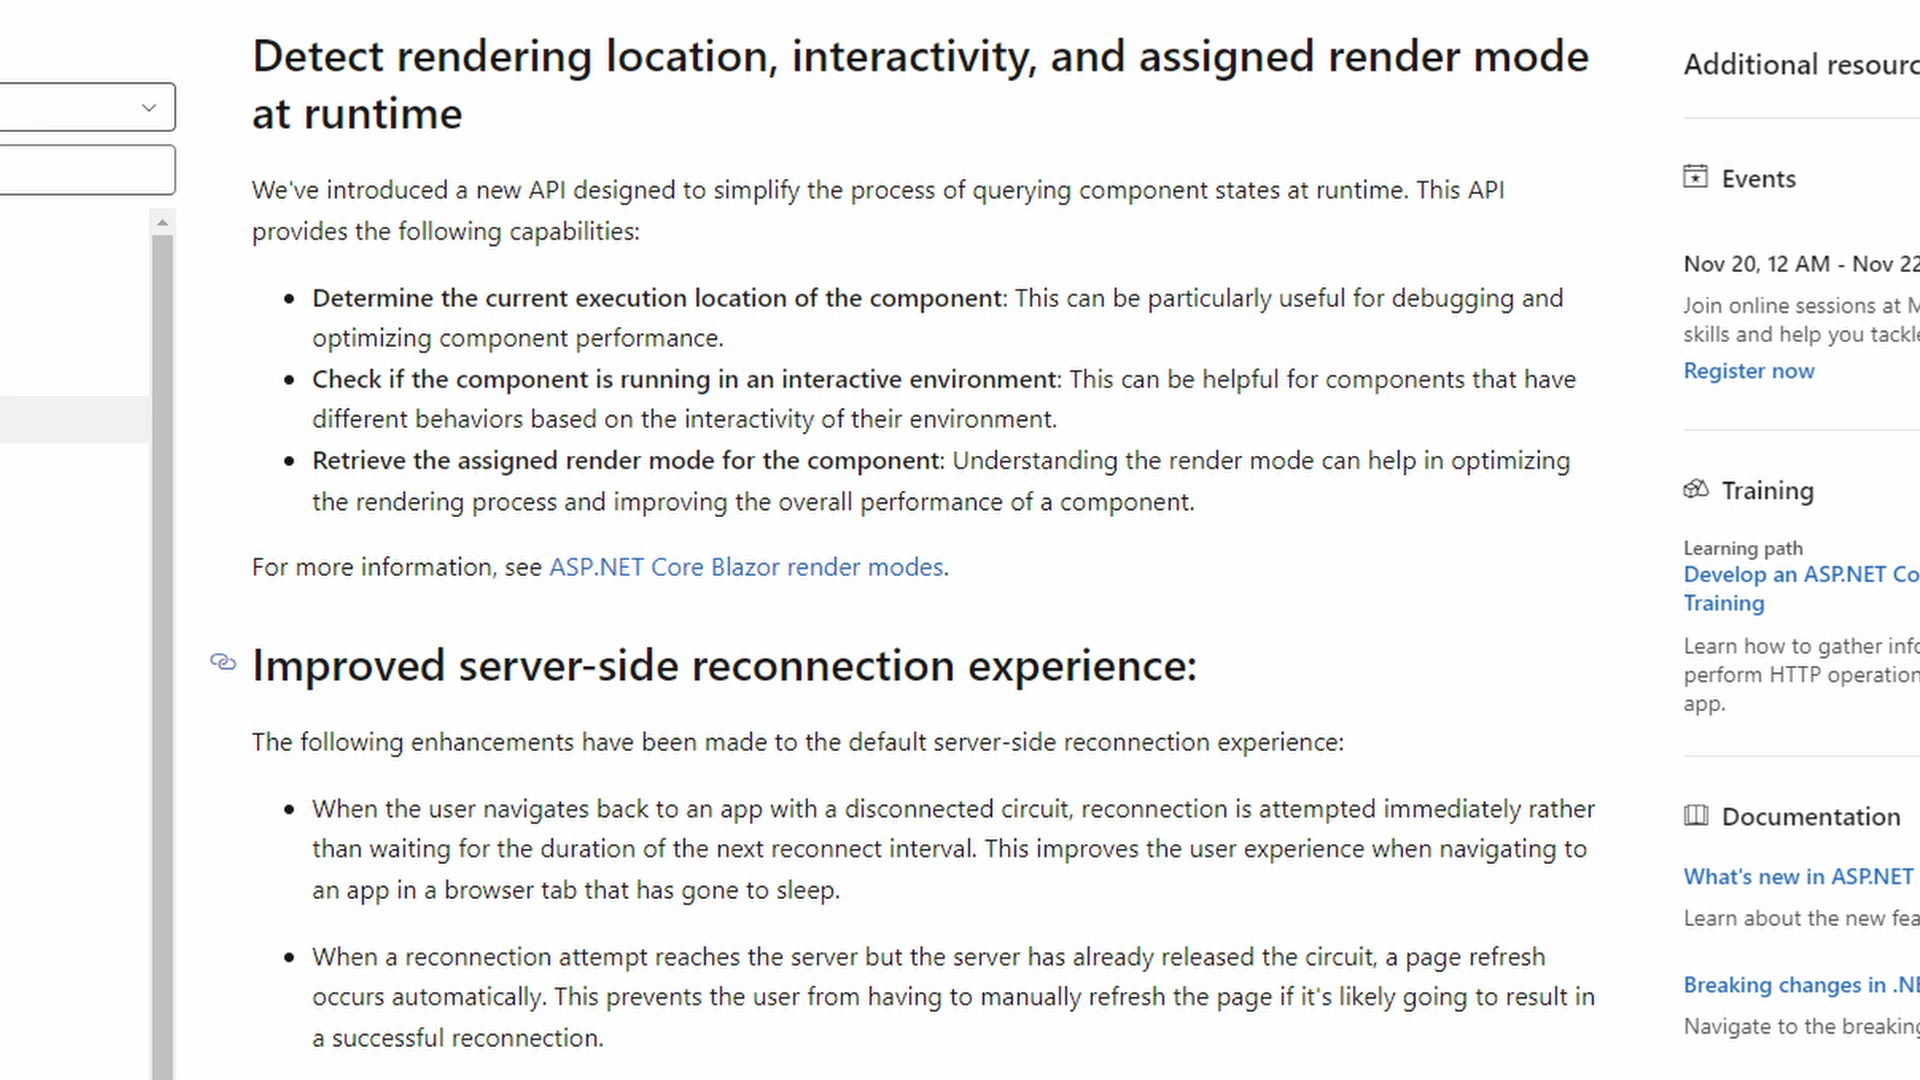 Detect rendering location, interactivity, and assigned render mode
at runtime
We've introduced a new API designed to simplify the process of querying component states at runtime. This API
provides the following capabilities:
• Determine the current execution location of the component: This can be particularly useful for debugging and
optimizing component performance.
• Check if the component is running in an interactive environment: This can be helpful for components that have
different behaviors based on the interactivity of their environment.
• Retrieve the assigned render mode for the component: Understanding the render mode can help in optimizing
the rendering process and improving the overall performance of a component.
For more information, see ASP.NET Core Blazor render modes.
Improved server-side reconnection experience:
The following enhancements have been made to the default server-side reconnection experience:
• When the user navigates back to an app with a disconnected circuit, reconnection is attempted immediately rather
than waiting for the duration of the next reconnect interval. This improves the user experience when navigating to
an app in a browser tab that has gone to sleep.
• When a reconnection attempt reaches the server but the server has already released the circuit, a page refresh
occurs automatically. This prevents the user from having to manually refresh the page if it's likely going to result in
a successful reconnection.
Additional
Events
Nov 20, 12 AM - Nov 22
Join online sessions at
skills and help you
Register now
Training
Learning path
Develop an ASP.NET
Training
Learn how to gather
perform HTTP
app.
Documentation
What's new in ASP.NET
Learn about the new
Breaking changes in
Navigate to the